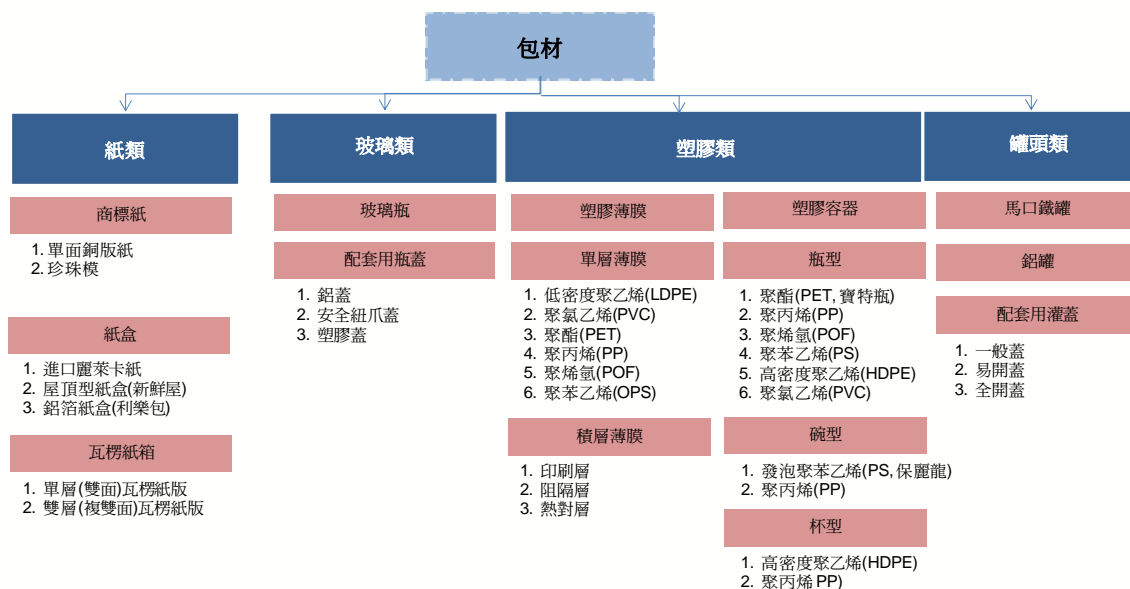 包材
紙類
商標紙
1. 單面銅版紙
2. 珍珠模
紙盒
1. 進口麗萊卡紙
2. 屋頂型紙盒(新鮮屋)
3. 鋁箔紙盒(利樂包)
瓦楞紙箱
1. 單層(雙面)瓦楞紙版
2. 雙層(複雙面)瓦楞紙版
玻璃類
玻璃瓶
配套用瓶蓋
1. 鋁蓋
2. 安全紐爪蓋
3. 塑膠蓋
塑膠類
塑膠薄膜
單層薄膜
1. 低密度聚乙烯(LDPE)
2. 聚氯乙烯(PVC)
3. 聚酯(PET)
4. 聚丙烯(PP)
5. 聚烯氫(POF)
6. 聚苯乙烯(OPS)
積層薄膜
1. 印刷層
2. 阻隔層
3. 熱對層
塑膠容器
瓶型
1. 聚酯(PET, 寶特瓶)
2. 聚丙烯(PP)
3. 聚烯氫(POF)
4. 聚苯乙烯(PS)
5. 高密度聚乙烯(HDPE)
6. 聚氯乙烯(PVC)
碗型
1. 發泡聚苯乙烯(PS, 保麗龍)
2. 聚丙烯(PP)
杯型
1. 高密度聚乙烯(HDPE)
2. 聚丙烯 PP)
罐頭類
馬口鐵罐
鋁罐
配套用灌蓋
1. 一般蓋
2. 易開蓋
3. 全開蓋